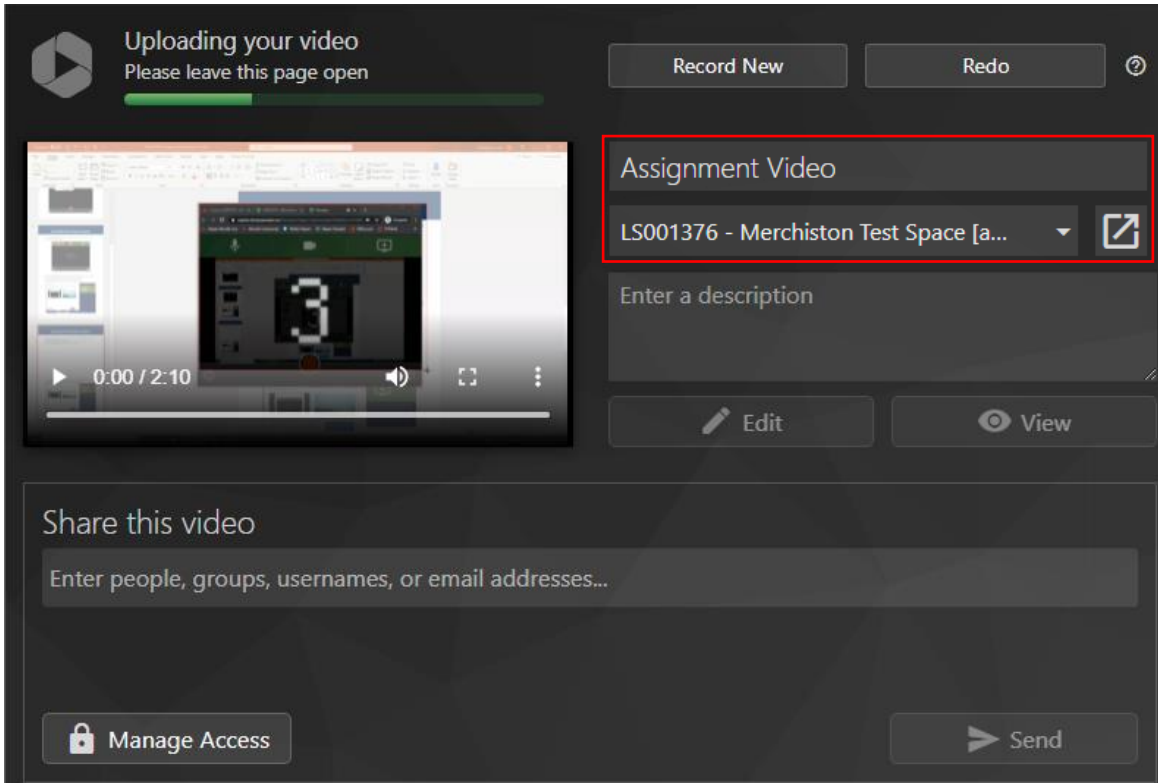 Uploading your video
Please leave this page open
Record New
Redo
Assignment Video
LS001376 - Merchiston Test Space [a...
Enter a description
3
0:00 / 2:10
Edit
View
Share this video
Enter people, groups, usernames, or email addresses...
Manage Access
Send